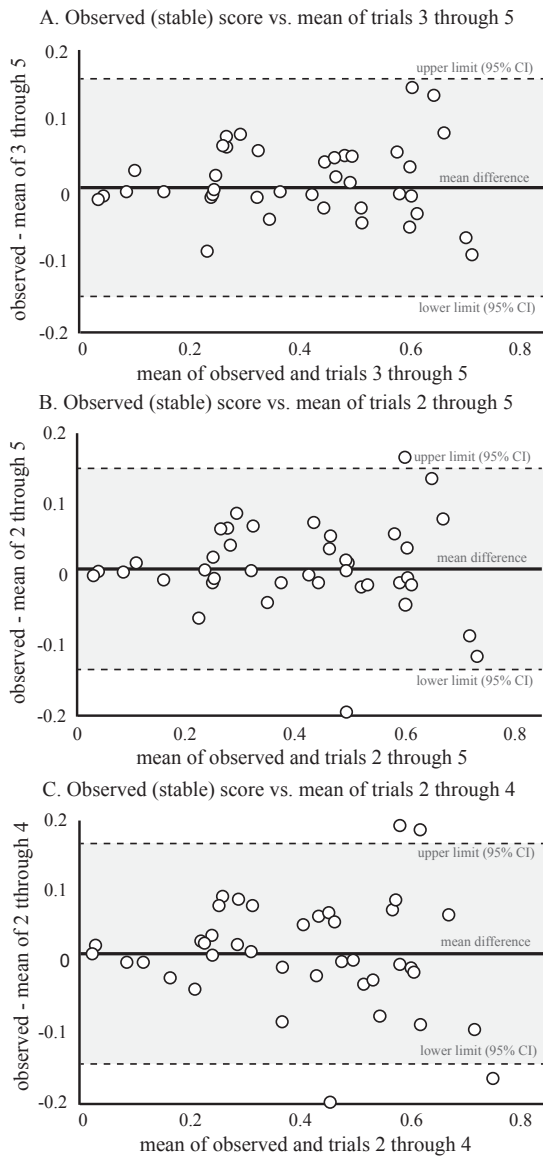 A. Observed (stable) score vs. mean of trials 3 through 5
0.2
upper limit (95% CI)
0.1
mean difference
0
-0.1
lower limit (95% CI)
-0.2
observed - mean of 3 through 5
0 0.2 0.4 0.6 0.8
mean of observed and trials 3 through 5
B. Observed (stable) score vs. mean of trials 2 through 5
0.2
upper limit (95% CI)
0.1
mean difference
0
-0.1
lower limit (95% CI)
-0.2
observed - mean of 2 through 5
0 0.2 0.4 0.6 0.8
mean of observed and trials 2 through 5
C. Observed (stable) score vs. mean of trials 2 through 4
0.2
upper limit (95% CI)
0.1
mean difference
0
-0.1
lower limit (95% CI)
-0.2
observed - mean of 2 tthrough 4
0 0.2 0.4 0.6 0.8
mean of observed and trials 2 through 4